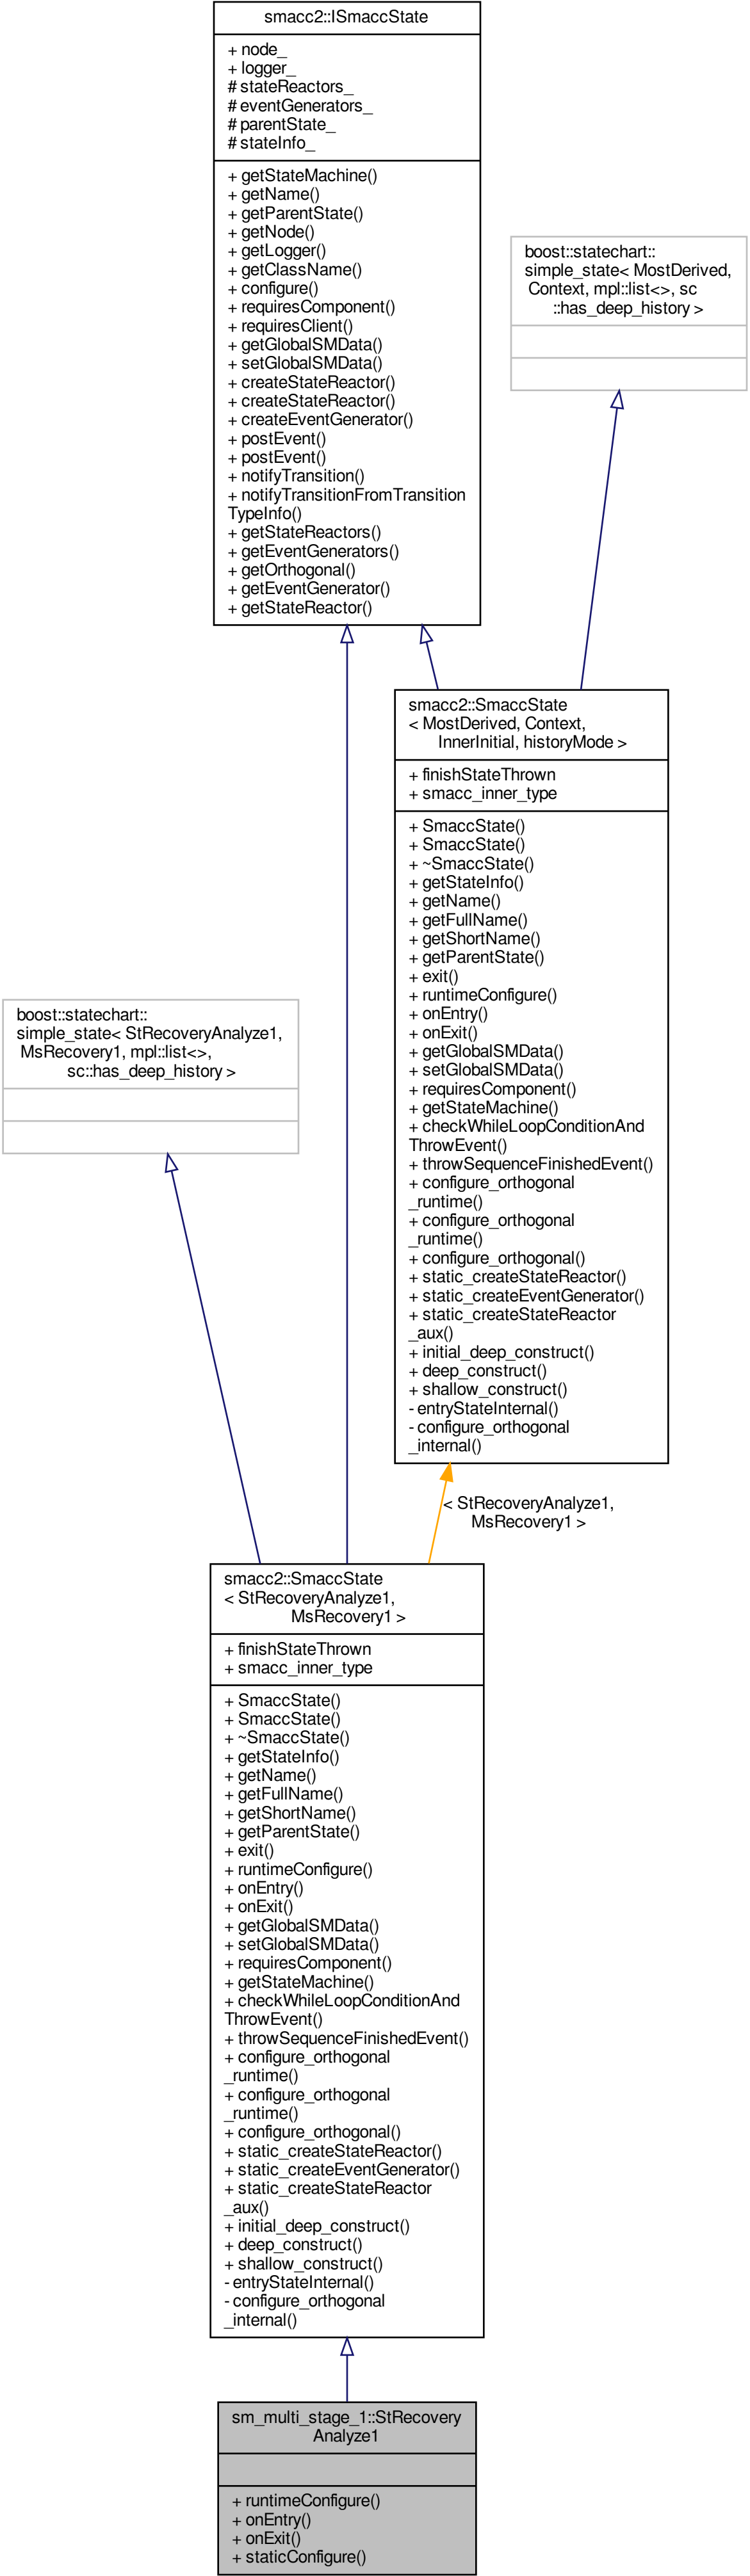 smacc2::ISmaccState
+ node_
+ logger_
# stateReactors_
# eventGenerators_
# parentState_
# stateInfo_
+ getStateMachine()
+ getName()
+ getParentState()
+ getNode()
+ getLogger()
+ getClassName()
+ configure()
+ requiresComponent()
+ requiresClient()
+ getGlobalSMData()
+ setGlobalSMData()
+ createStateReactor()
+ createStateReactor()
+ createEventGenerator()
+ postEvent()
+ postEvent()
+ notifyTransition()
+ notifyTransitionFromTransition
TypeInfo()
+ getStateReactors()
+ getEventGenerators()
+ getOrthogonal()
+ getEventGenerator()
+ getStateReactor()
boost::statechart::
simple_state< MostDerived,
Context, mpl::list<>, sc
::has_deep_history >
smacc2::SmaccState
< MostDerived, Context,
InnerInitial, historyMode >
+ finishStateThrown
+ smacc_inner_type
+ SmaccState()
+ SmaccState()
+ ~SmaccState()
+ getStateInfo()
+ getName()
+ getFullName()
+ getShortName()
+ getParentState()
+ exit()
+ runtimeConfigure()
+ onEntry()
+ onExit()
+ getGlobalSMData()
+ setGlobalSMData()
+ requiresComponent()
+ getStateMachine()
+ checkWhileLoopConditionAnd
ThrowEvent()
+ throwSequenceFinishedEvent()
+ configure_orthogonal
_runtime()
+ configure_orthogonal
_runtime()
+ configure_orthogonal()
+ static_createStateReactor()
+ static_createEventGenerator()
+ static_createStateReactor
_aux()
+ initial_deep_construct()
+ deep_construct()
+ shallow_construct()
- entryStateInternal()
- configure_orthogonal
_internal()
boost::statechart::
simple_state< StRecoveryAnalyze1,
MsRecovery1, mpl::list<>,
sc::has_deep_history >
< StRecoveryAnalyze1,
MsRecovery1 >
smacc2::SmaccState
< StRecoveryAnalyze1,
MsRecovery1 >
+ finishStateThrown
+ smacc_inner_type
+ SmaccState()
+ SmaccState()
+ ~SmaccState()
+ getStateInfo()
+ getName()
+ getFullName()
+ getShortName()
+ getParentState()
+ exit()
+ runtimeConfigure()
+ onEntry()
+ onExit()
+ getGlobalSMData()
+ setGlobalSMData()
+ requiresComponent()
+ getStateMachine()
+ checkWhileLoopConditionAnd
ThrowEvent()
+ throwSequenceFinishedEvent()
+ configure_orthogonal
_runtime()
+ configure_orthogonal
_runtime()
+ configure_orthogonal()
+ static_createStateReactor()
+ static_createEventGenerator()
+ static_createStateReactor
_aux()
+ initial_deep_construct()
+ deep_construct()
+ shallow_construct()
- entryStateInternal()
- configure_orthogonal
_internal()
sm_multi_stage_1::StRecovery
Analyze1
+ runtimeConfigure()
+ onEntry()
+ onExit()
+ staticConfigure()